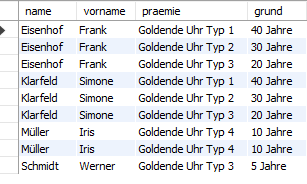 name vorname praemie grund
Eisenhof Frank Goldende Uhr Typ 1 40 Jahre
Eisenhof Frank Goldende Uhr Typ 2 30 Jahre
Eisenhof Frank Goldende Uhr Typ 3 20 Jahre
Klarfeld Simone Goldende Uhr Typ 1 40 Jahre
Klarfeld Simone Goldende Uhr Typ 2 30 Jahre
Klarfeld Simone Goldende Uhr Typ 3 20 Jahre
Müller Iris Goldende Uhr Typ 4 10 Jahre
Müller Iris Goldende Uhr Typ 4 10 Jahre
Schmidt Werner Goldende Uhr Typ 3 5 Jahre